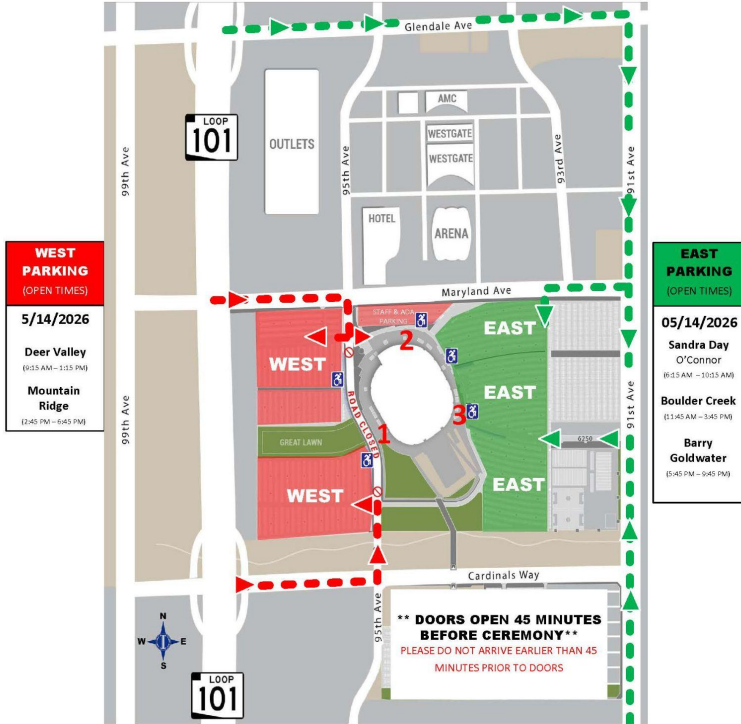 Glendale Ave
LOOP
101
OUTLETS
AMC
WESTGATE
WESTGATE
99th Ave
95th Ave
93rd Ave
91st Ave
HOTEL
ARENA
WEST
PARKING
(OPEN TIMES)
5/14/2026
Deer Valley
(9:15 AM – 1:15 PM)
Mountain
Ridge
(2:45 PM – 6:45 PM)
EAST
PARKING
(OPEN TIMES)
05/14/2026
Sandra Day
O'Connor
(6:15 AM – 10:15 AM)
Boulder Creek
(11:45 AM – 3:45 PM)
Barry
Goldwater
(5:45 PM – 9:45 PM)
Maryland Ave
STAFF & ADA
PARKING
EAST
2
WEST
EAST
ROAD CLOSED
3
99th Ave
91st Ave
1
GREAT LAWN
6250
WEST
EAST
Cardinals Way
95th Ave
N
W
E
S
** DOORS OPEN 45 MINUTES
BEFORE CEREMONY**
PLEASE DO NOT ARRIVE EARLIER THAN 45
MINUTES PRIOR TO DOORS
LOOP
101